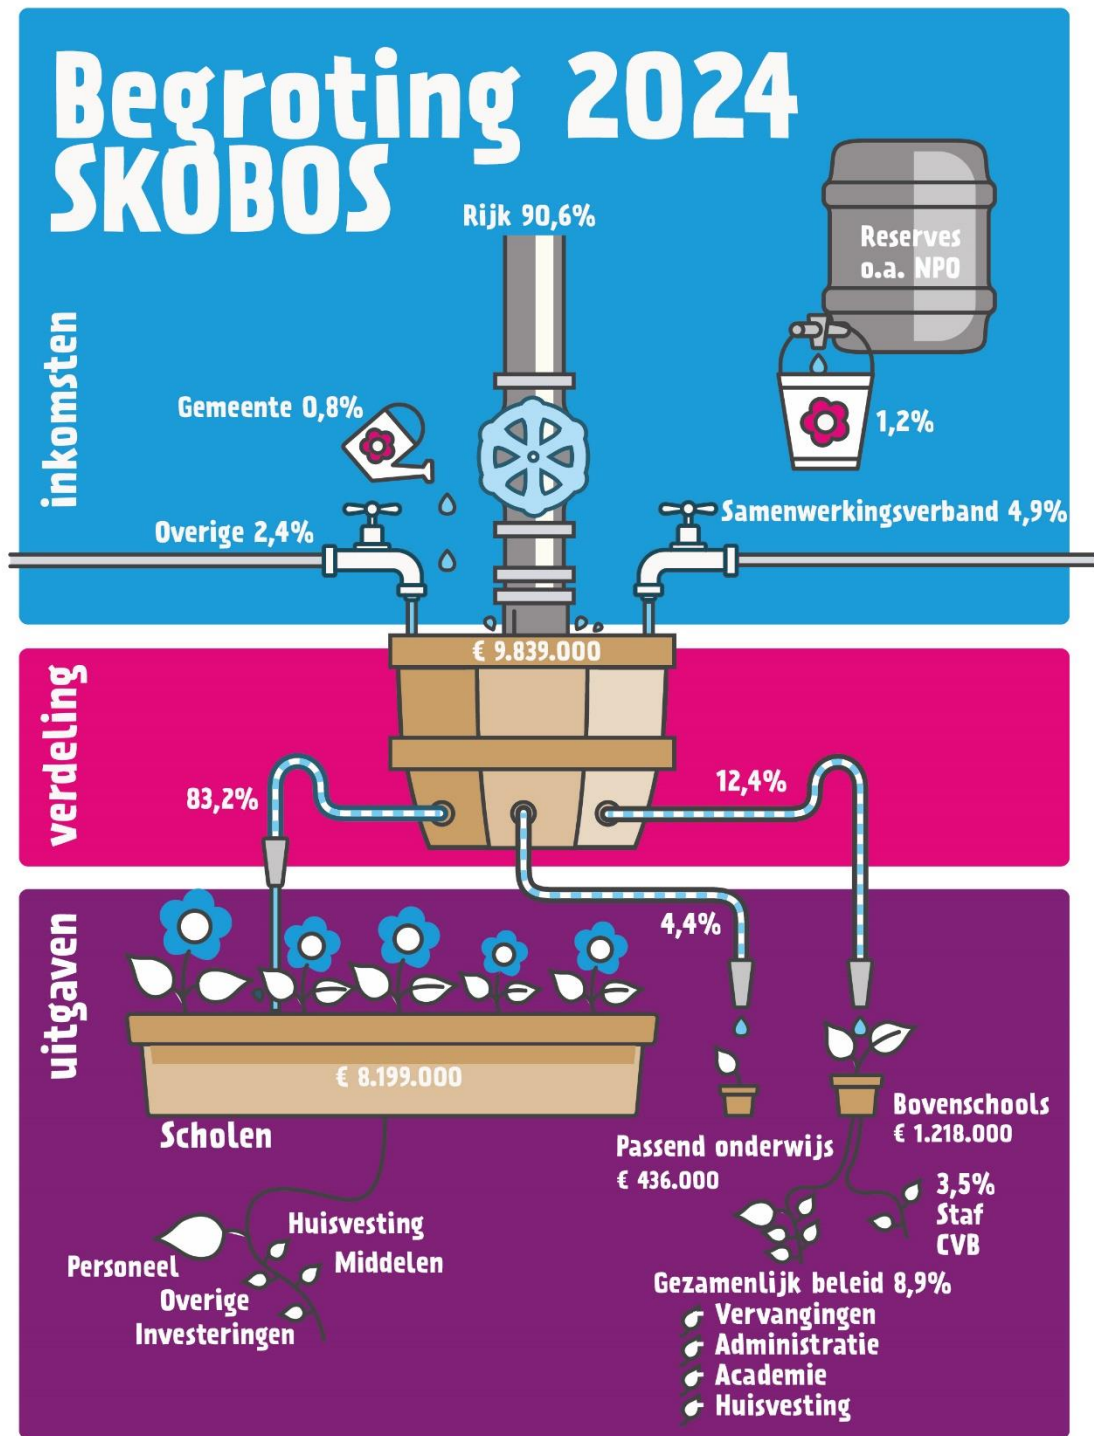 Begroting 2024
SKOBOS
inkomsten
Rijk 90,6%
Reserves
o.a. NPO
Gemeente 0,8%
1,2%
Overige 2,4%
Samenwerkingsverband 4,9%
verdeling
€ 9.839.000
83,2%
12,4%
4,4%
uitgaven
€ 8.199.000
Scholen
Personeel
Huisvesting
Middelen
Overige
Investeringen
Passend onderwijs
€ 436.000
Bovenschools
€ 1.218.000
3,5%
Staf
CVB
Gezamenlijk beleid 8,9%
Vervangingen
Administratie
Academie
Huisvesting